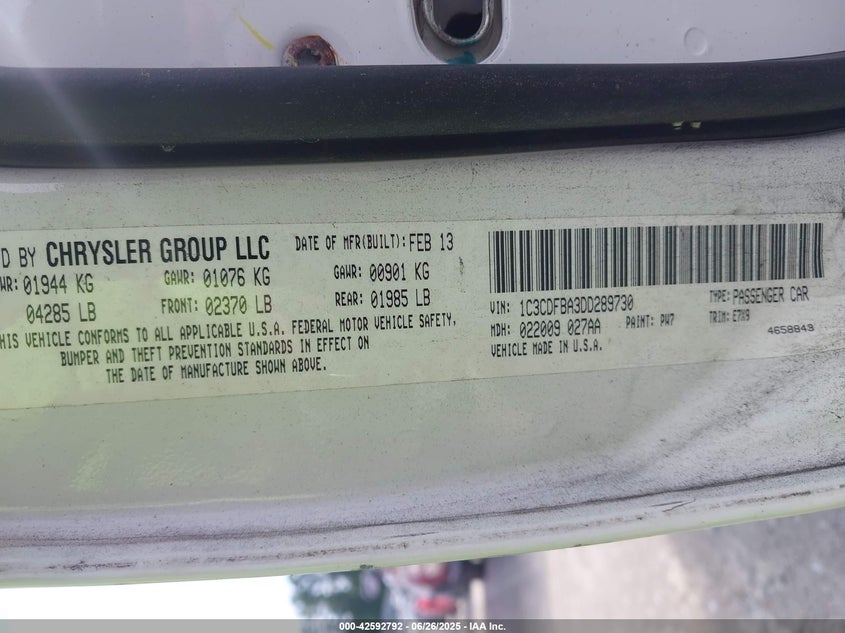 D BY CHRYSLER GROUP LLC DATE OF MFR(BUILT): FEB 13
WR: 01944 KG GAWR: 01076 KG GAWR: 00901 KG
04285 LB FRONT: 02370 LB REAR: 01985 LB
HIS VEHICLE CONFORMS TO ALL APPLICABLE U.S.A. FEDERAL MOTOR VEHICLE SAFETY,
BUMPER AND THEFT PREVENTION STANDARDS IN EFFECT ON
THE DATE OF MANUFACTURE SHOWN ABOVE.
VIN: 1C3CDFBA3DD289730 TYPE: PASSENGER CAR
MDH: 022009 027AA PAINT: PW7 TRIM: E7X9
VEHICLE MADE IN U.S.A. 4658843
000-42592792 - 06/26/2025 - IAA Inc.